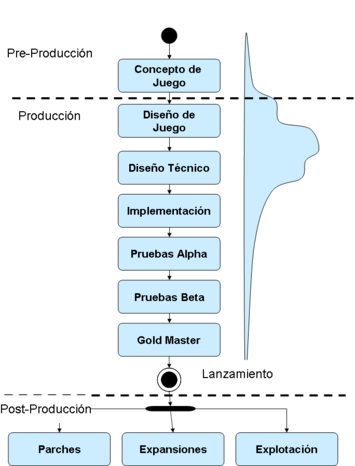 Pre-Producción
Concepto de
Juego
Producción
Diseño de
Juego
Diseño Técnico
Implementación
Pruebas Alpha
Pruebas Beta
Gold Master
Lanzamiento
Post-Producción
Parches
Expansiones
Explotación